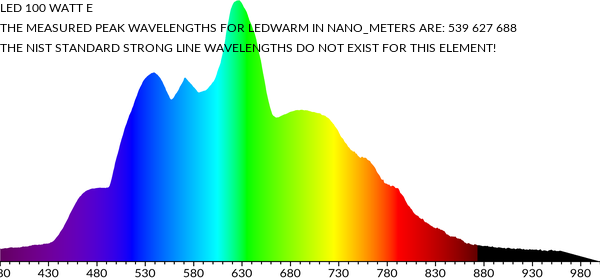 LED 100 WATT E
THE MEASURED PEAK WAVELENGTHS FOR LEDWARM IN NANO_METERS ARE: 539 627 688
THE NIST STANDARD STRONG LINE WAVELENGTHS DO NOT EXIST FOR THIS ELEMENT!
80 430 480 530 580 630 680 730 780 830 880 930 980